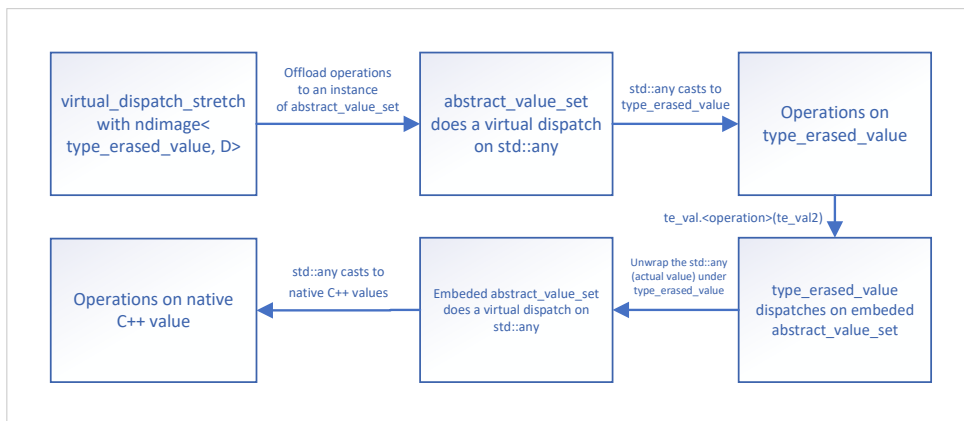 virtual_dispatch_stretch
with ndimage<
type_erased_value, D>
Offload operations
to an instance
of abstract_value_set
abstract_value_set
does a virtual dispatch
on std::any
std::any casts to
type_erased_value
Operations on
type_erased_value
te_val.<operation>(te_val2)
type_erased_value
dispatches on embeded
abstract_value_set
Unwrap the std::any
(actual value) under
type_erased_value
Embeded abstract_value_set
does a virtual dispatch on
std::any
std::any casts to
native C++ values
Operations on native
C++ value